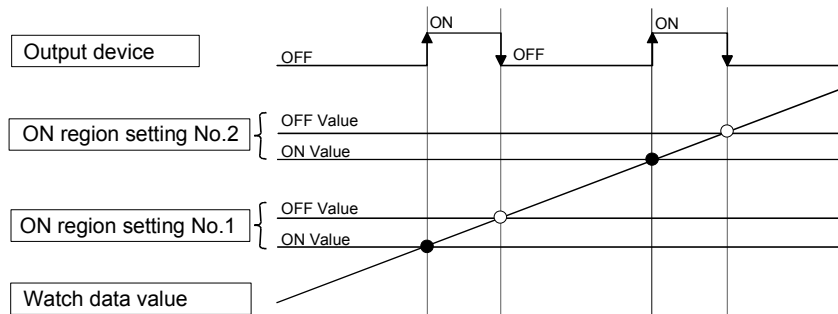 ON
ON
Output device
OFF
OFF
OFF Value
ON region setting No.2
ON Value
OFF Value
ON region setting No.1
ON Value
Watch data value